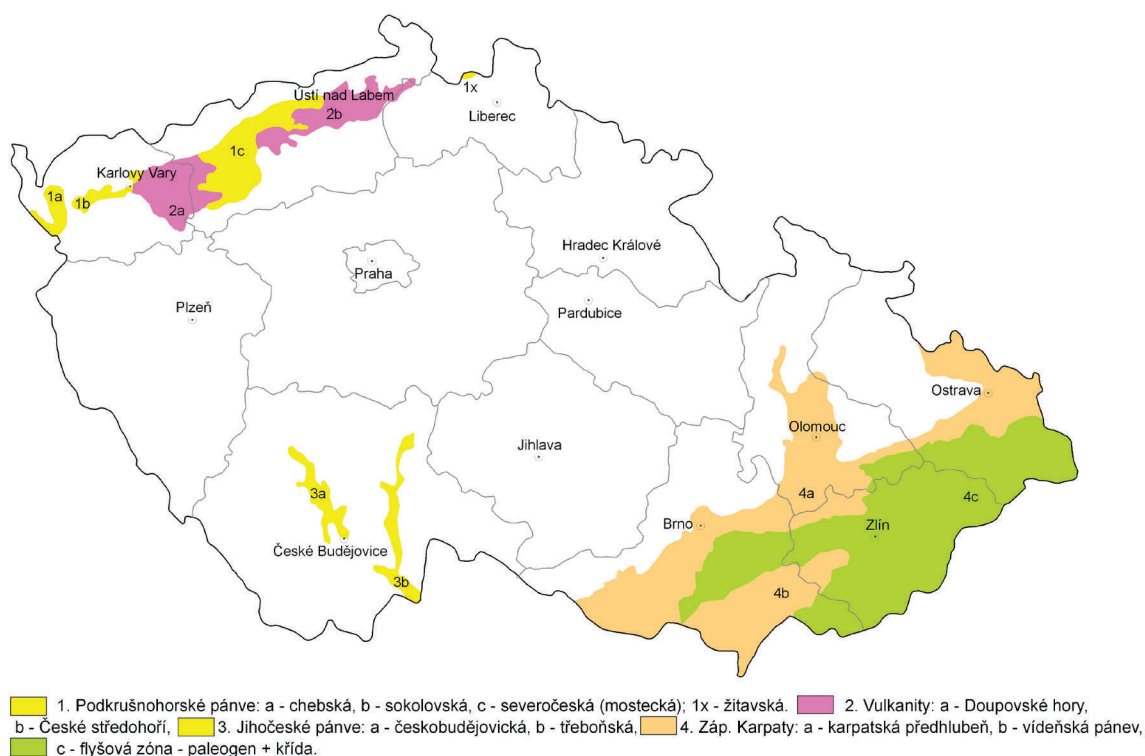 1x
Ústí nad Labem
2b
Liberec
1c
Karlovy Vary
1a
1b
2a
Hradec Králové
Praha
Plzeň
Pardubice
Ostrava
Olomouc
Jihlava
3a
4a
4c
Brno
Zlín
České Budějovice
3b
4b
1. Podkrušnohorské pánve: a - chebská, b - sokolovská, c - severočeská (mostecká); 1x - žitavská. 2. Vulkanity: a - Doupovské hory,
b - České středohoří, 3. Jihočeské pánve: a - českobudějovická, b - třeboňská, 4. Záp. Karpaty: a - karpatská předhlubeň, b - vídeňská pánev,
c - flyšová zóna - paleogen + křída.